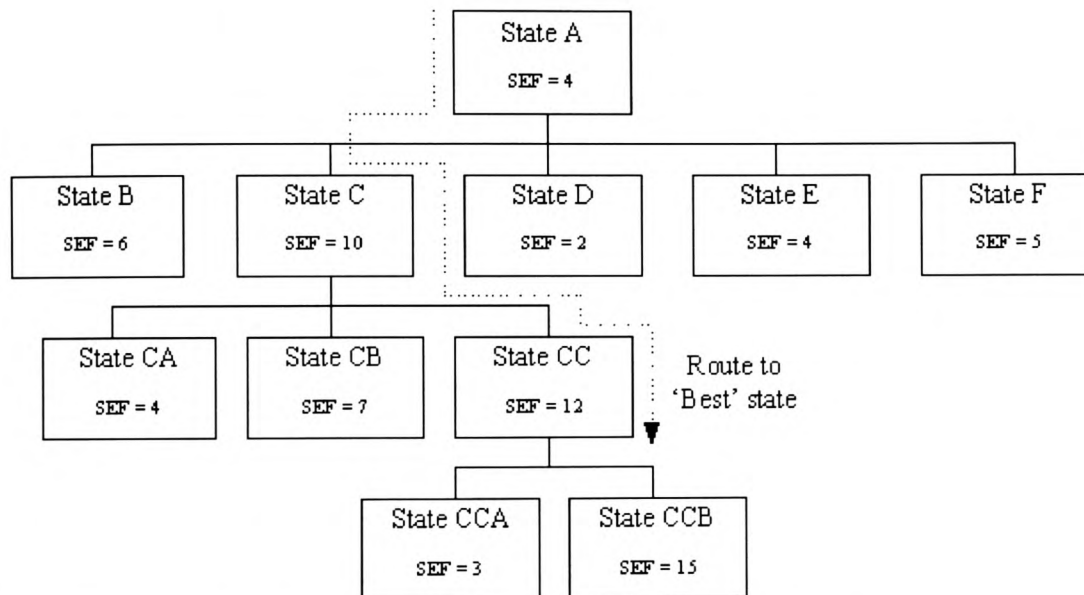 State A
SEF = 4
State B
SEF = 6
State C
SEF = 10
State D
SEF = 2
State E
SEF = 4
State F
SEF = 5
State CA
SEF = 4
State CB
SEF = 7
State CC
SEF = 12
Route to
‘Best’ state
State CCA
SEF = 3
State CCB
SEF = 15